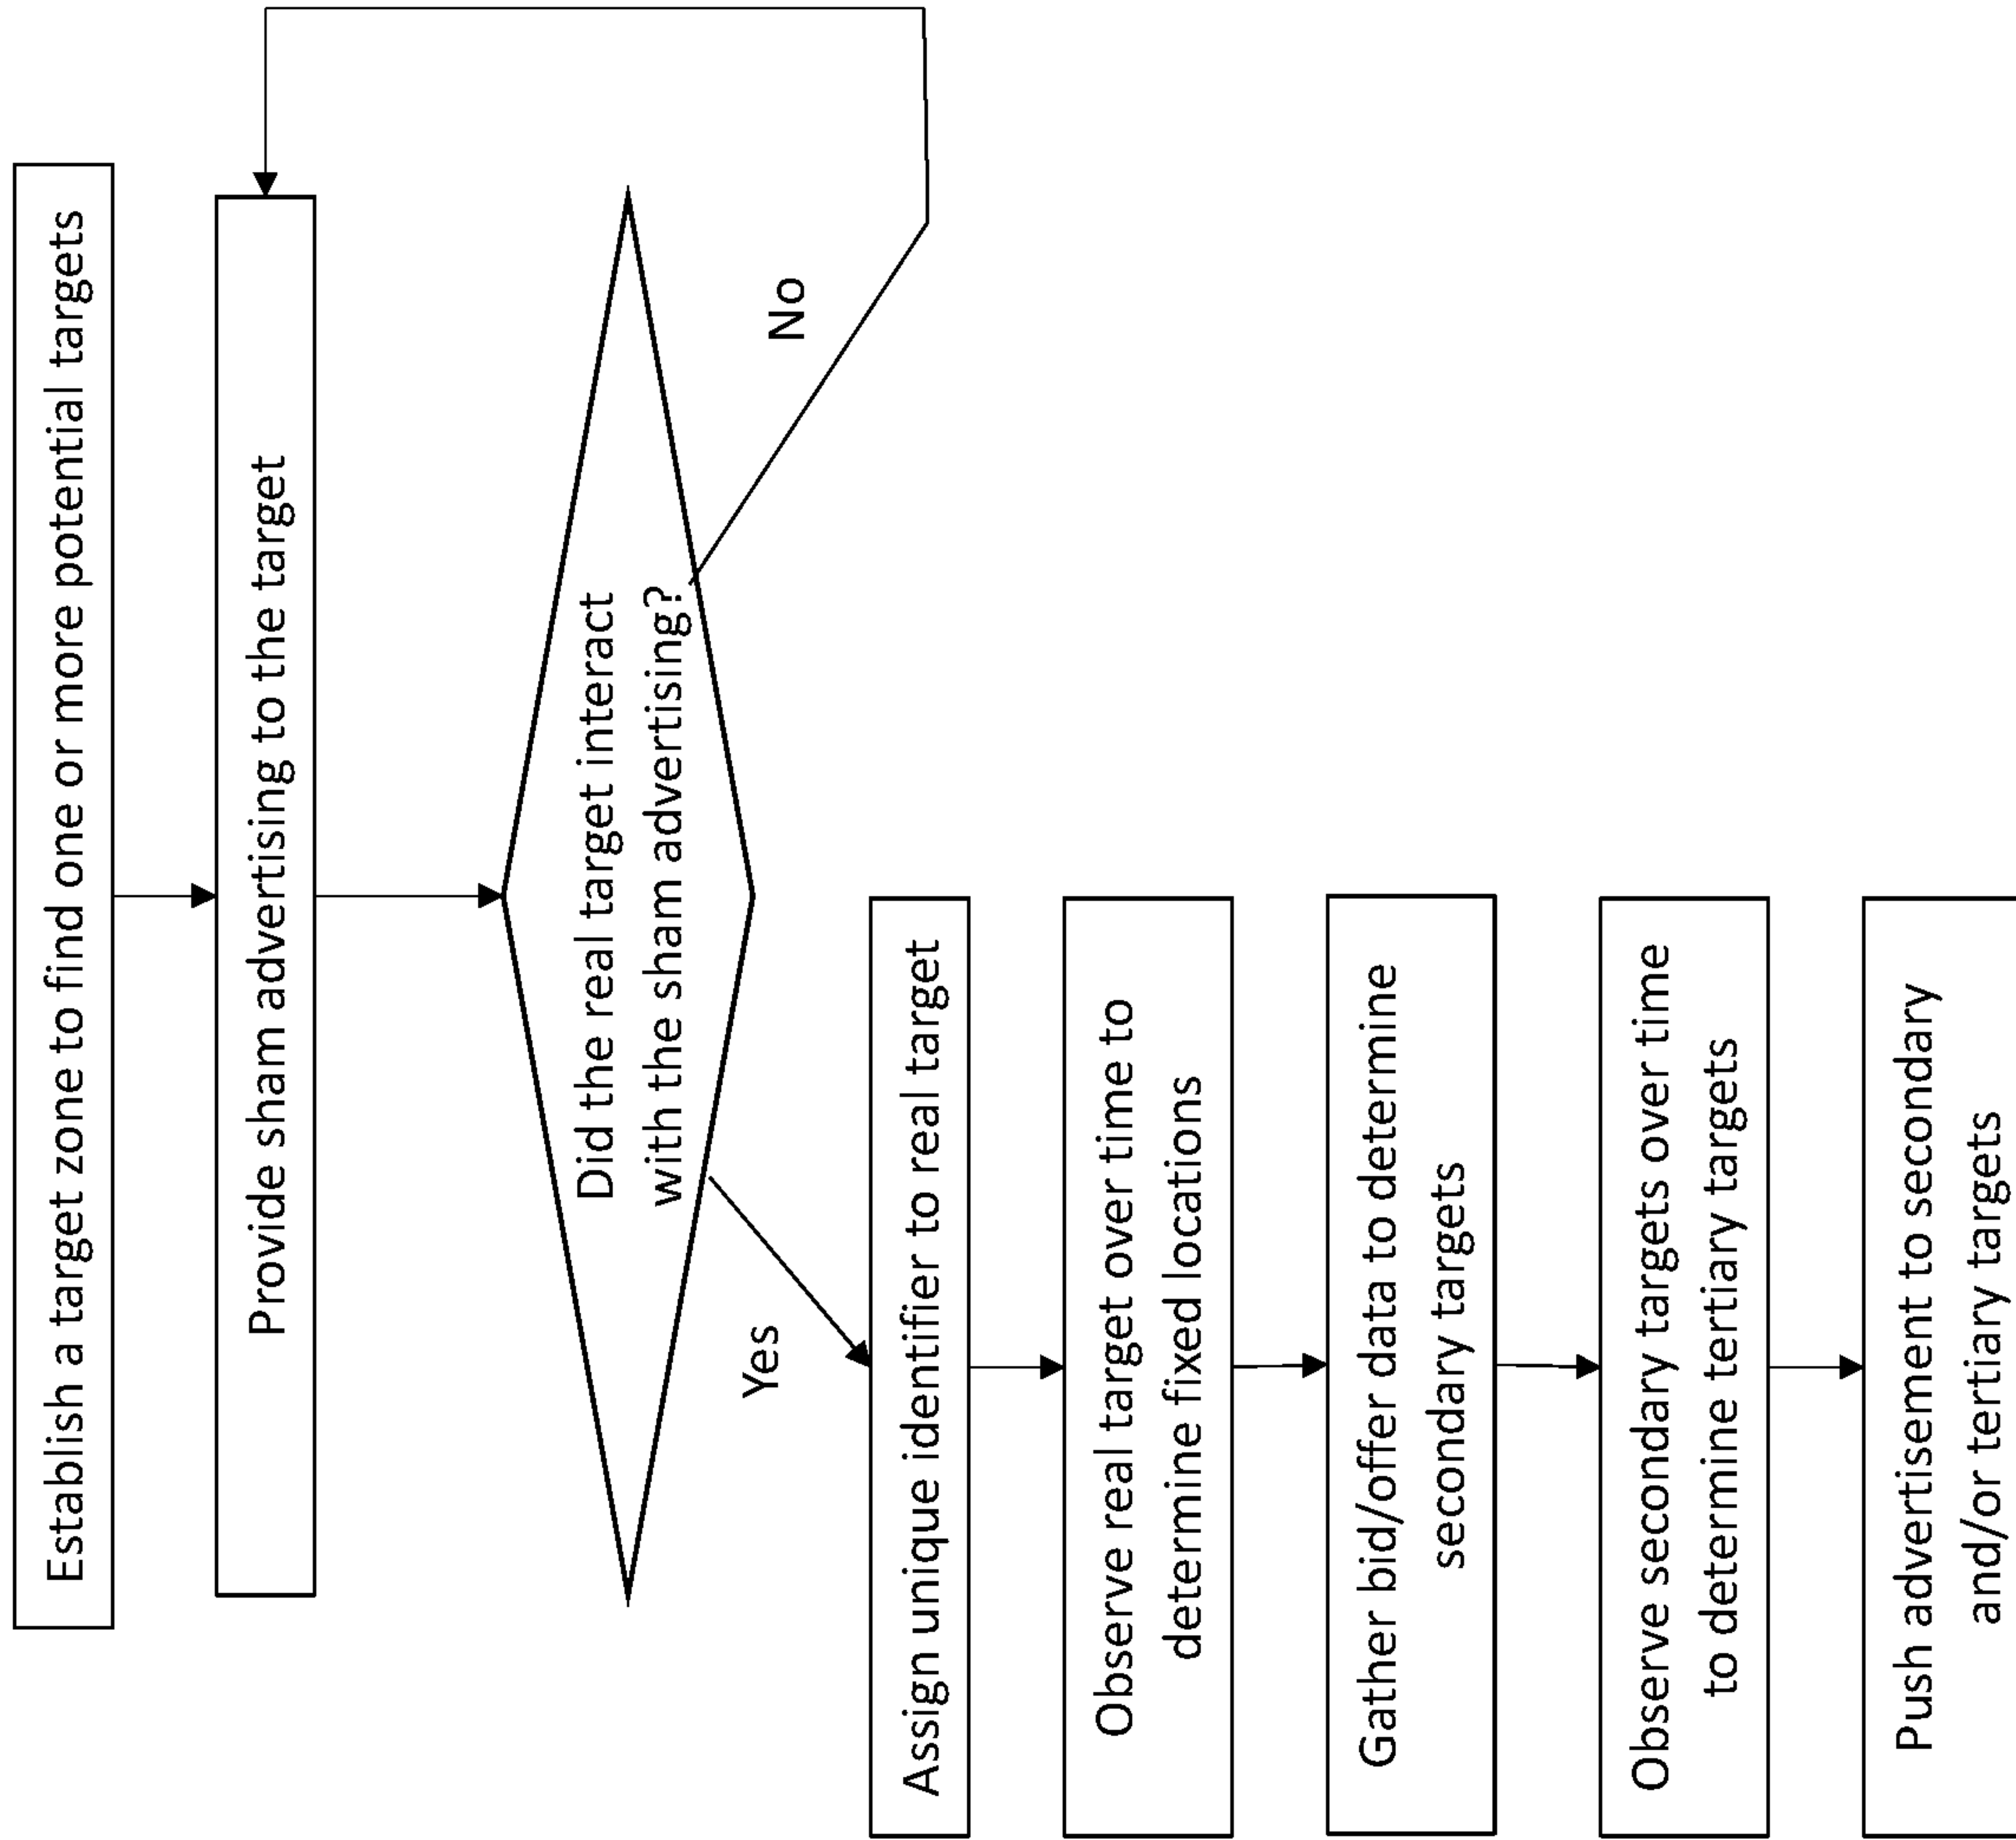 Establish a target zone to find one or more potential targets
Provide sham advertising to the target
Did the real target interact
with the sham advertising?
No
Yes
Assign unique identifier to real target
Observe real target over time to
determine fixed locations
Gather bid/offer data to determine
secondary targets
Observe secondary targets over time
to determine tertiary targets
Push advertisement to secondary
and/or tertiary targets